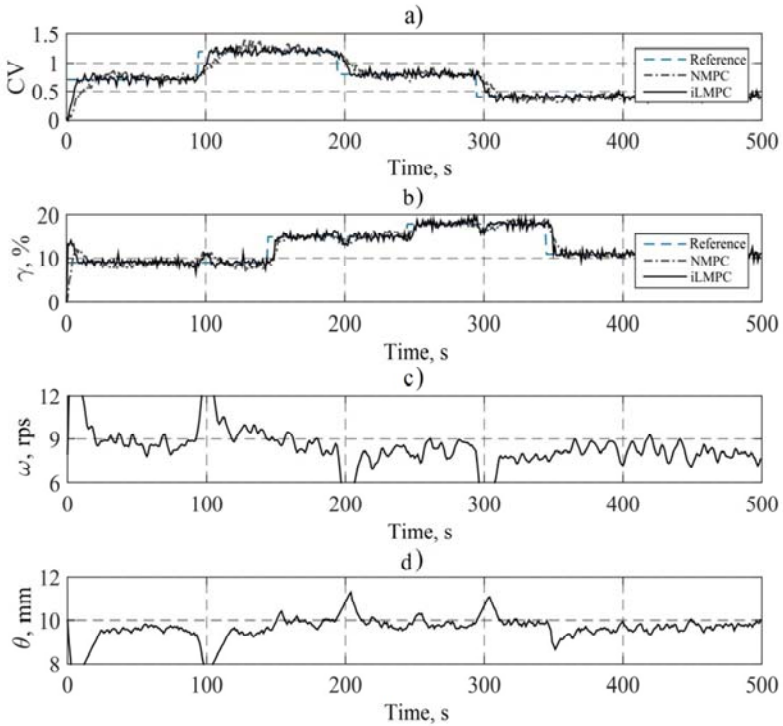 a)
1.5
1
0.5
0
CV
Reference
NMPC
iLMPC
0 100 200 300 400 500
Time, s
b)
20
10
0
γ, %
Reference
NMPC
iLMPC
0 100 200 300 400 500
Time, s
c)
12
9
6
ω, rps
0 100 200 300 400 500
Time, s
d)
12
10
8
θ, mm
0 100 200 300 400 500
Time, s